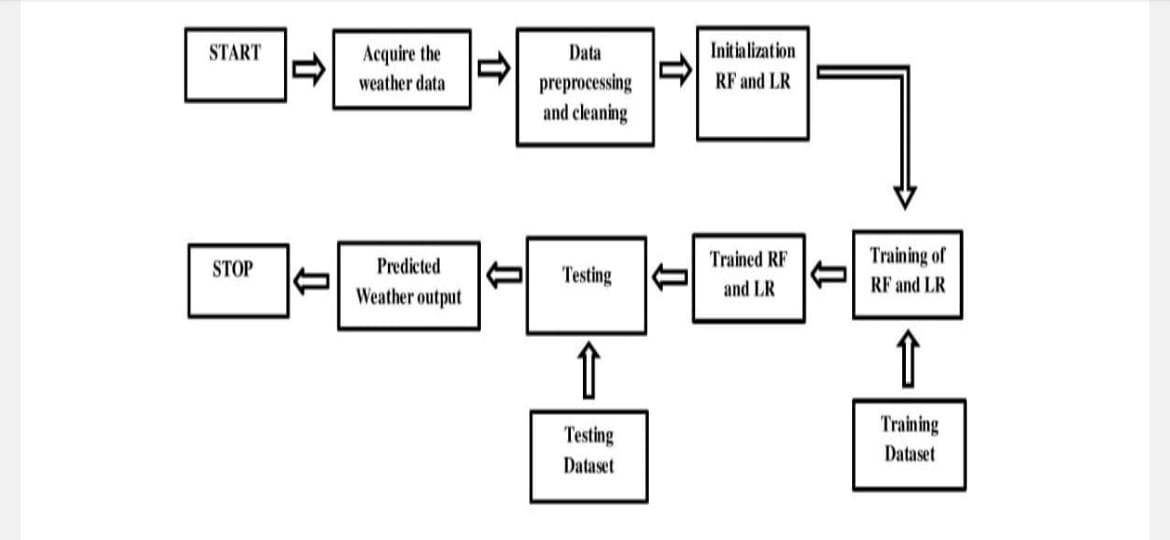 START
Acquire the
weather data
Data
preprocessing
and cleaning
Initialization
RF and LR
Training of
RF and LR
Trained RF
and LR
Testing
Predicted
Weather output
STOP
Testing
Dataset
Training
Dataset